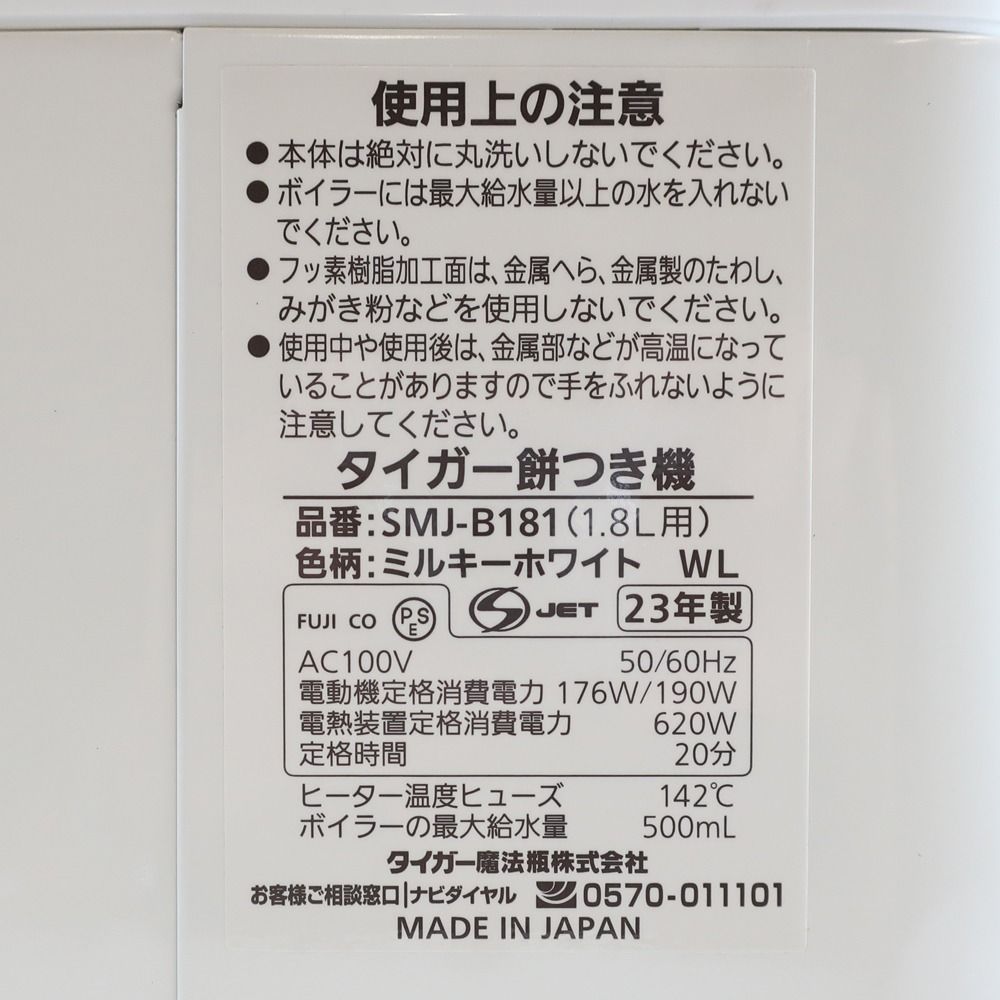 使用上の注意
●本体は絶対に丸洗いしないでください。
●ボイラーには最大給水量以上の水を入れない
でください。
●フッ素樹脂加工面は、金属へら、金属製のたわし、
みがき粉などを使用しないでください。
●使用中や使用後は、金属部などが高温になって
いることがありますので手をふれないように
注意してください。
タイガー餅つき機
品番:SMJ-B181(1.8L用)
色柄:ミルキーホワイト WL
FUJI CO PSE S JET 23年製
AC100V 50/60Hz
電動機定格消費電力 176W/190W
電熱装置定格消費電力 620W
定格時間 20分
ヒーター温度ヒューズ 142℃
ボイラーの最大給水量 500mL
タイガー魔法瓶株式会社
お客様ご相談窓口|ナビダイヤル 0570-011101
MADE IN JAPAN